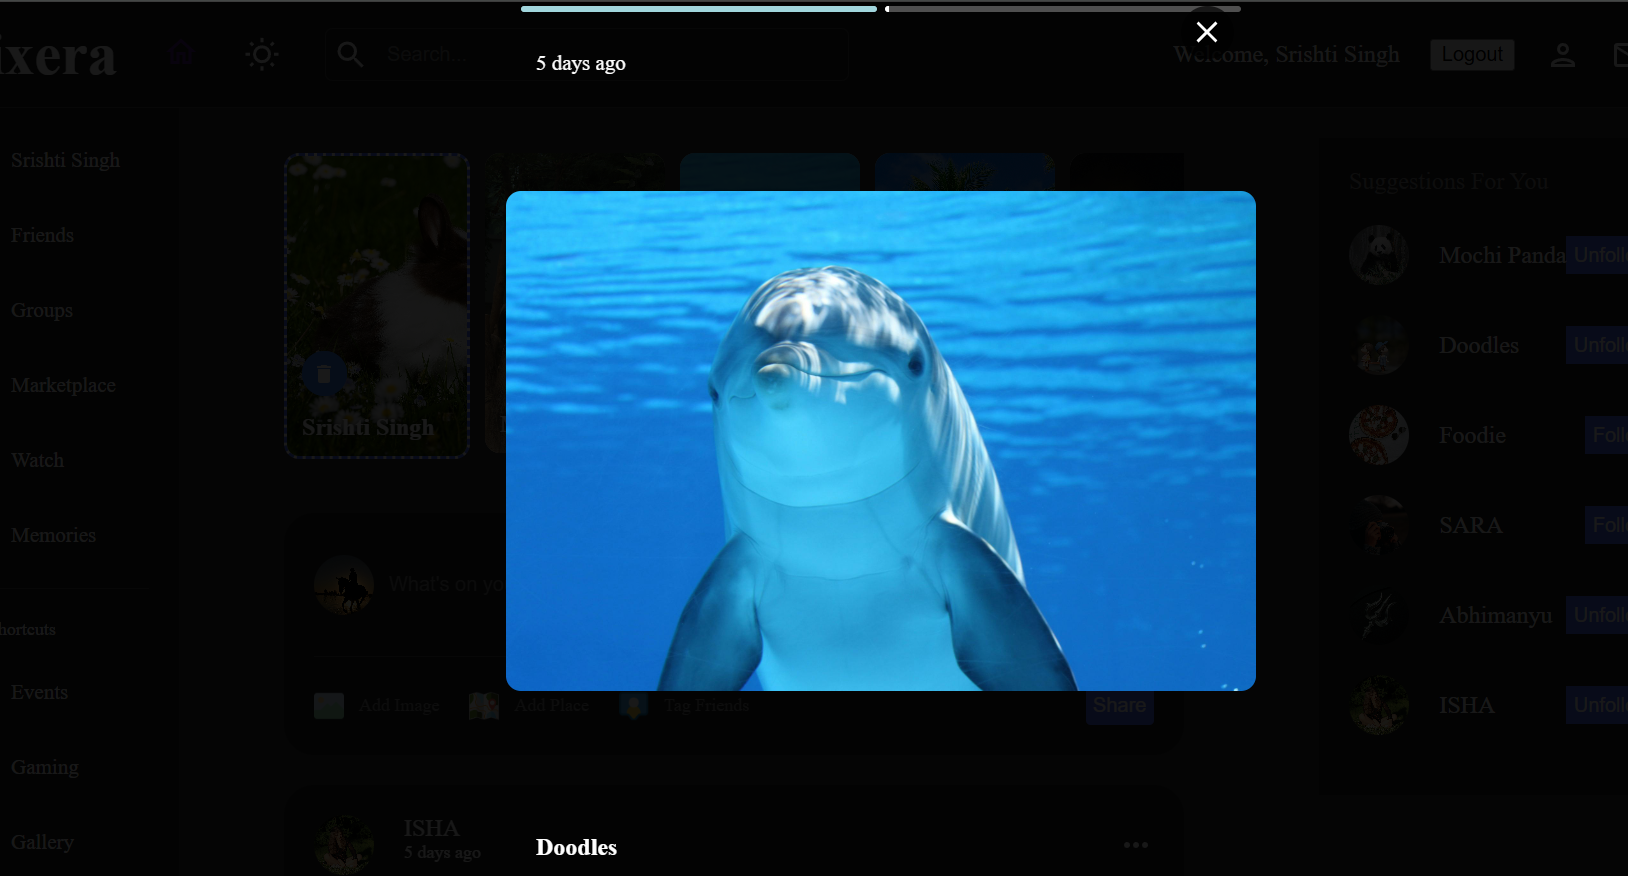 ixera
Search...
Welcome, Srishti Singh
Logout
5 days ago
Srishti Singh
Friends
Groups
Marketplace
Watch
Memories
hortcuts
Events
Gaming
Gallery
Srishti Singh
What's on yo
Add Image
Add Place
Tag Friends
Share
ISHA
5 days ago
Doodles
Suggestions For You
Mochi Panda
Unfoll
Doodles
Unfoll
Foodie
Foll
SARA
Foll
Abhimanyu
Unfoll
ISHA
Unfoll